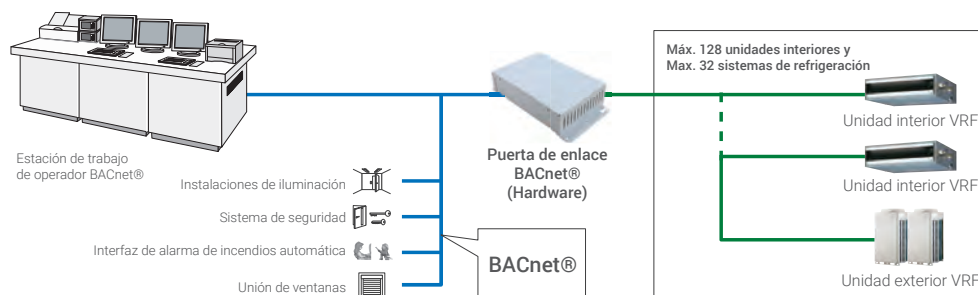 Estación de trabajo
de operador BACnet®
Instalaciones de iluminación
Sistema de seguridad
Interfaz de alarma de incendios automática
Unión de ventanas
BACnet®
Puerta de enlace
BACnet®
(Hardware)
Máx. 128 unidades interiores y
Max. 32 sistemas de refrigeración
Unidad interior VRF
Unidad interior VRF
Unidad exterior VRF